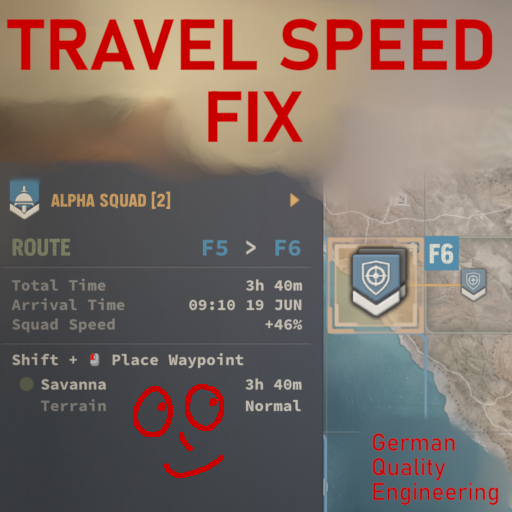 TRAVEL SPEED
FIX
ALPHA SQUAD [2]
ROUTE F5 > F6
Total Time 3h 40m
Arrival Time 09:10 19 JUN
Squad Speed +46%
Shift + Place Waypoint
Savanna 3h 40m
Terrain Normal
F6
German
Quality
Engineering